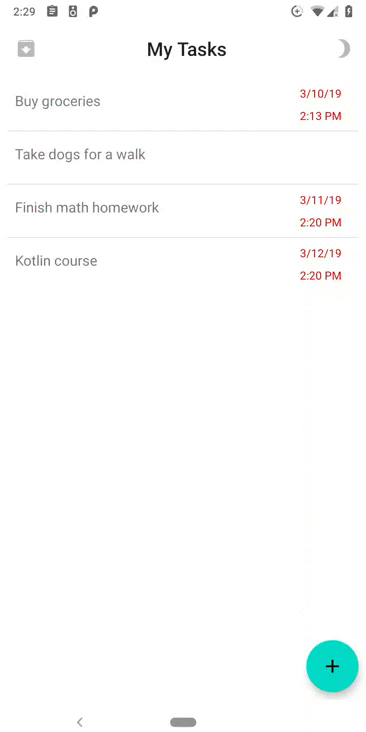 2:29
My Tasks
Buy groceries
3/10/19
2:13 PM
Take dogs for a walk
Finish math homework
3/11/19
2:20 PM
Kotlin course
3/12/19
2:20 PM